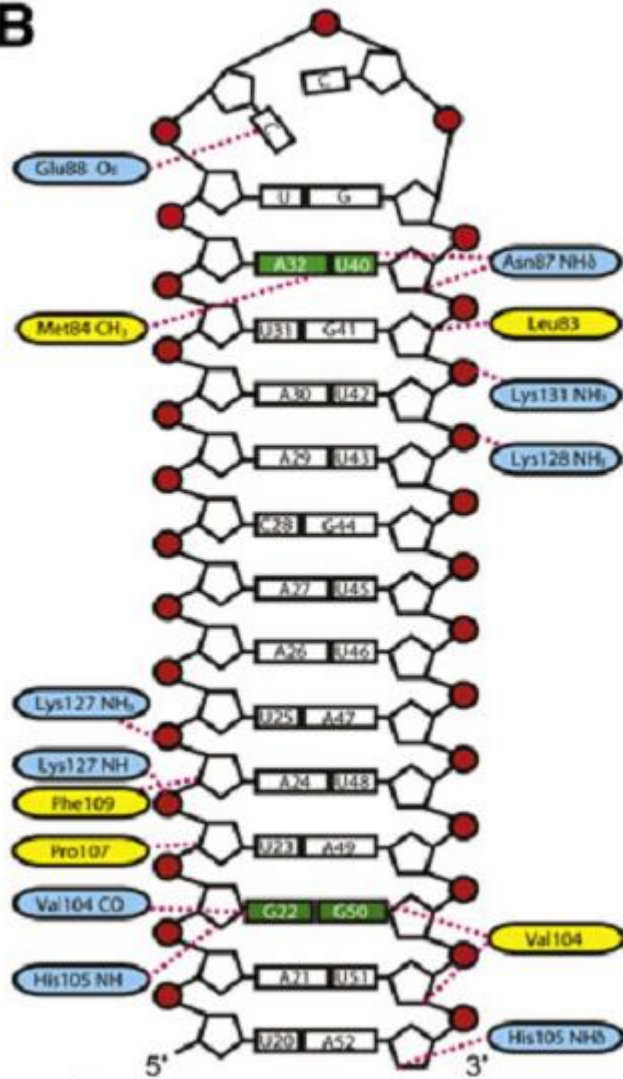 B
C
C
Glu88 Oε
U G
A32 U40
Asn87 NHδ
Met84 CH₃
U31 G41
Leu83
A30 U42
Lys131 NH₃
A29 U43
Lys128 NH₃
C28 G44
A27 U45
A26 U46
Lys127 NH₃
U25 A47
Lys127 NH
A24 U48
Phe109
Pro107
U23 A49
Val104 CO
G22 G50
Val104
His105 NH
A21 U51
U20 A52
His105 NHδ
5' 3'